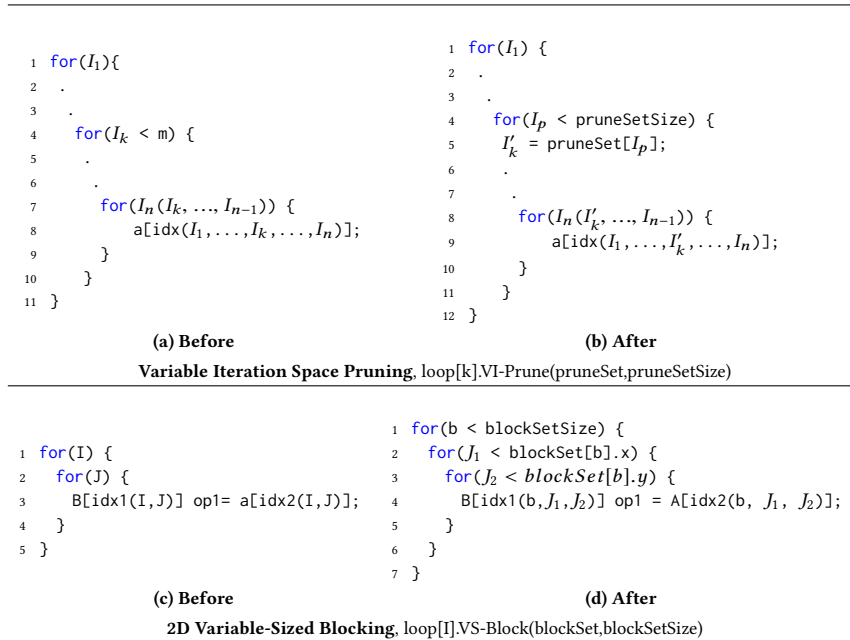 1 for(I₁){
2 .
3 .
4 for(Iₖ < m) {
5 .
6 .
7 for(Iₙ(Iₖ, ..., Iₙ₋₁)) {
8 a[idx(I₁,...,Iₖ,...,Iₙ)];
9 }
10 }
11 }
(a) Before
1 for(I₁) {
2 .
3 .
4 for(Iₚ < pruneSetSize) {
5 I′ₖ = pruneSet[Iₚ];
6 .
7 .
8 for(Iₙ(I′ₖ, ..., Iₙ₋₁)) {
9 a[idx(I₁,...,I′ₖ,...,Iₙ)];
10 }
11 }
12 }
(b) After
Variable Iteration Space Pruning, loop[k].VI-Prune(pruneSet,pruneSetSize)
1 for(I) {
2 for(J) {
3 B[idx1(I,J)] op1= a[idx2(I,J)];
4 }
5 }
(c) Before
1 for(b < blockSetSize) {
2 for(J₁ < blockSet[b].x) {
3 for(J₂ < blockSet[b].y) {
4 B[idx1(b,J₁,J₂)] op1 = A[idx2(b, J₁, J₂)];
5 }
6 }
7 }
(d) After
2D Variable-Sized Blocking, loop[I].VS-Block(blockSet,blockSetSize)